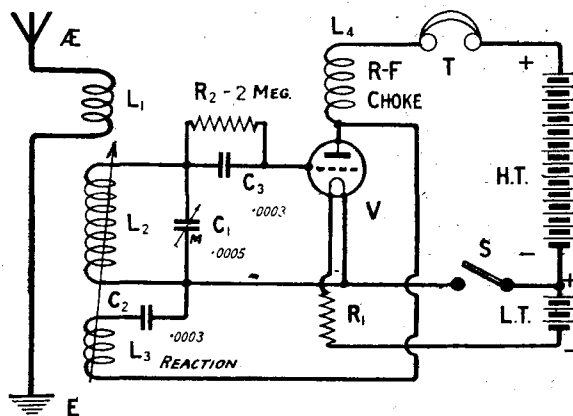 Æ
L₁
R₂-2 MEG.
L₄
R-F
CHOKE
T
+
H.T.
-
L₂
C₃
.0003
C₁
M
.0005
V
S
+
L.T.
-
C₂
.0003
L₃
REACTION
R₁
E